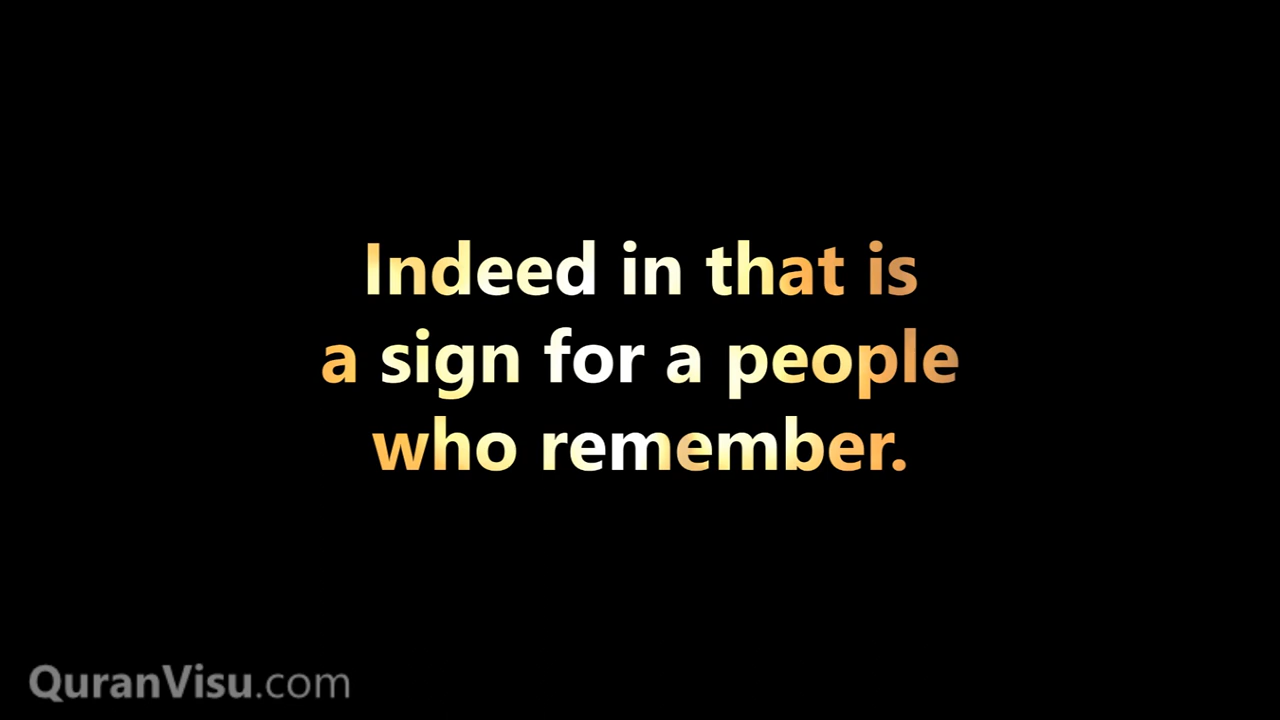 Indeed in that is
a sign for a people
who remember.
QuranVisu.com